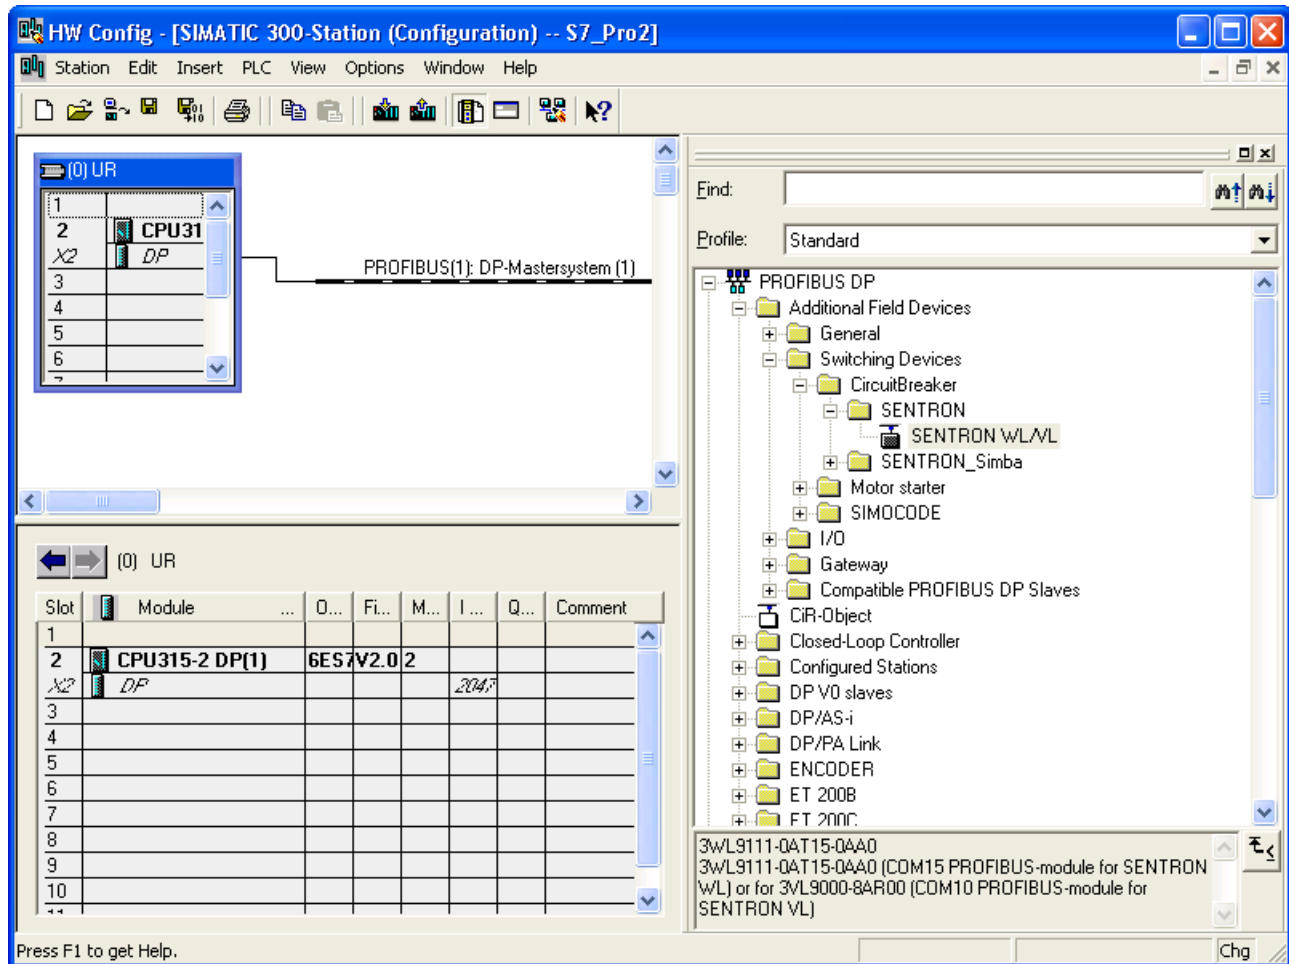 HW Config - [SIMATIC 300-Station (Configuration) -- S7_Pro2]
Station Edit Insert PLC View Options Window Help
(0) UR
1
2 CPU31
X2 DP
3
4
5
6
PROFIBUS(1): DP-Mastersystem (1)
Find:
Profile: Standard
PROFIBUS DP
Additional Field Devices
General
Switching Devices
CircuitBreaker
SENTRON
SENTRON WL/VL
SENTRON_Simba
Motor starter
SIMOCODE
I/O
Gateway
Compatible PROFIBUS DP Slaves
CiR-Object
Closed-Loop Controller
Configured Stations
DP V0 slaves
DP/AS-i
DP/PA Link
ENCODER
ET 200B
ET 200C
(0) UR
Slot Module ... O... Fi... M... I ... Q... Comment
1
2 CPU315-2 DP(1) 6ES7 V2.0 2
X2 DP 2047
3
4
5
6
7
8
9
10
11
3WL9111-0AT15-0AA0
3WL9111-0AT15-0AA0 (COM15 PROFIBUS-module for SENTRON
WL) or for 3VL9000-8AR00 (COM10 PROFIBUS-module for
SENTRON VL)
Press F1 to get Help.
Chg